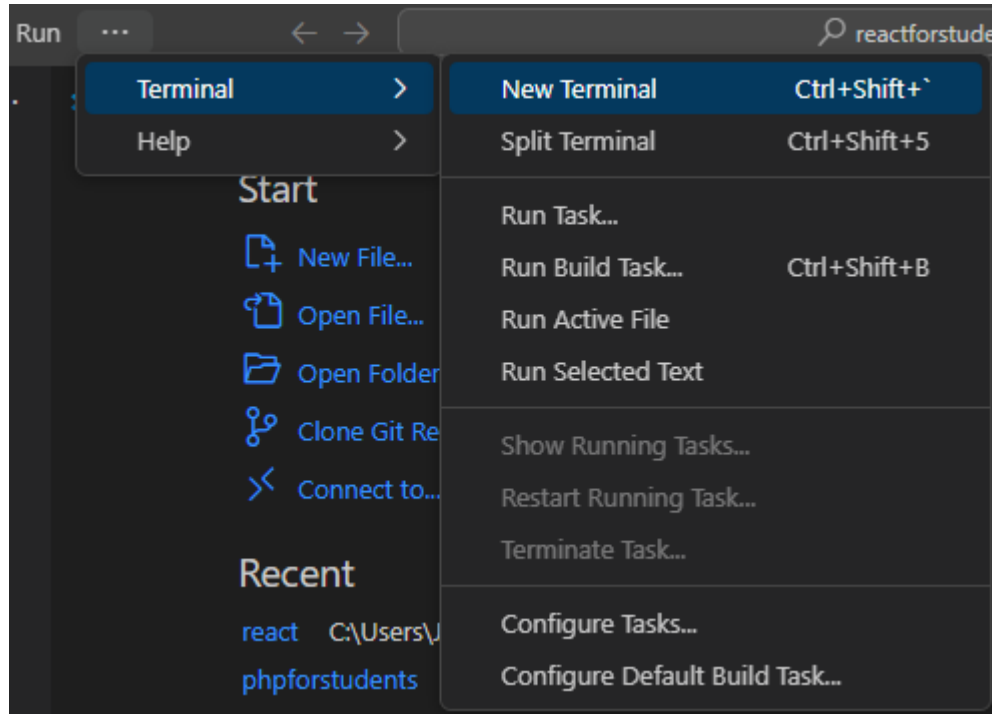 Run ... reactforstude
Terminal
Help
New Terminal Ctrl+Shift+`
Split Terminal Ctrl+Shift+5
Run Task...
Run Build Task... Ctrl+Shift+B
Run Active File
Run Selected Text
Show Running Tasks...
Restart Running Task...
Terminate Task...
Configure Tasks...
Configure Default Build Task...
Start
New File...
Open File...
Open Folder
Clone Git Re
Connect to...
Recent
react C:\Users\J
phpforstudents